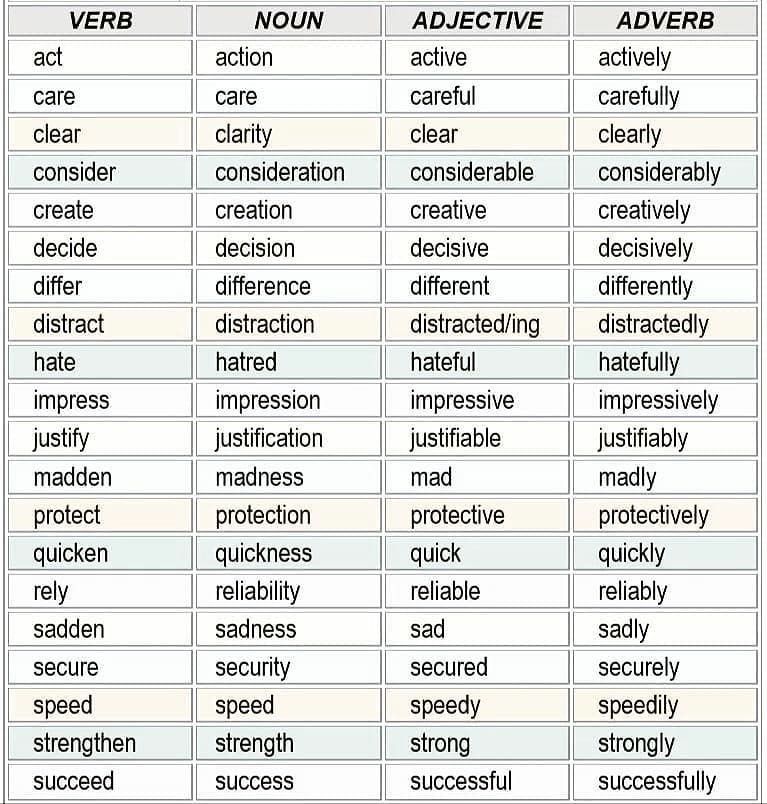 VERB NOUN ADJECTIVE ADVERB
act action active actively
care care careful carefully
clear clarity clear clearly
consider consideration considerable considerably
create creation creative creatively
decide decision decisive decisively
differ difference different differently
distract distraction distracted/ing distractedly
hate hatred hateful hatefully
impress impression impressive impressively
justify justification justifiable justifiably
madden madness mad madly
protect protection protective protectively
quicken quickness quick quickly
rely reliability reliable reliably
sadden sadness sad sadly
secure security secured securely
speed speed speedy speedily
strengthen strength strong strongly
succeed success successful successfully